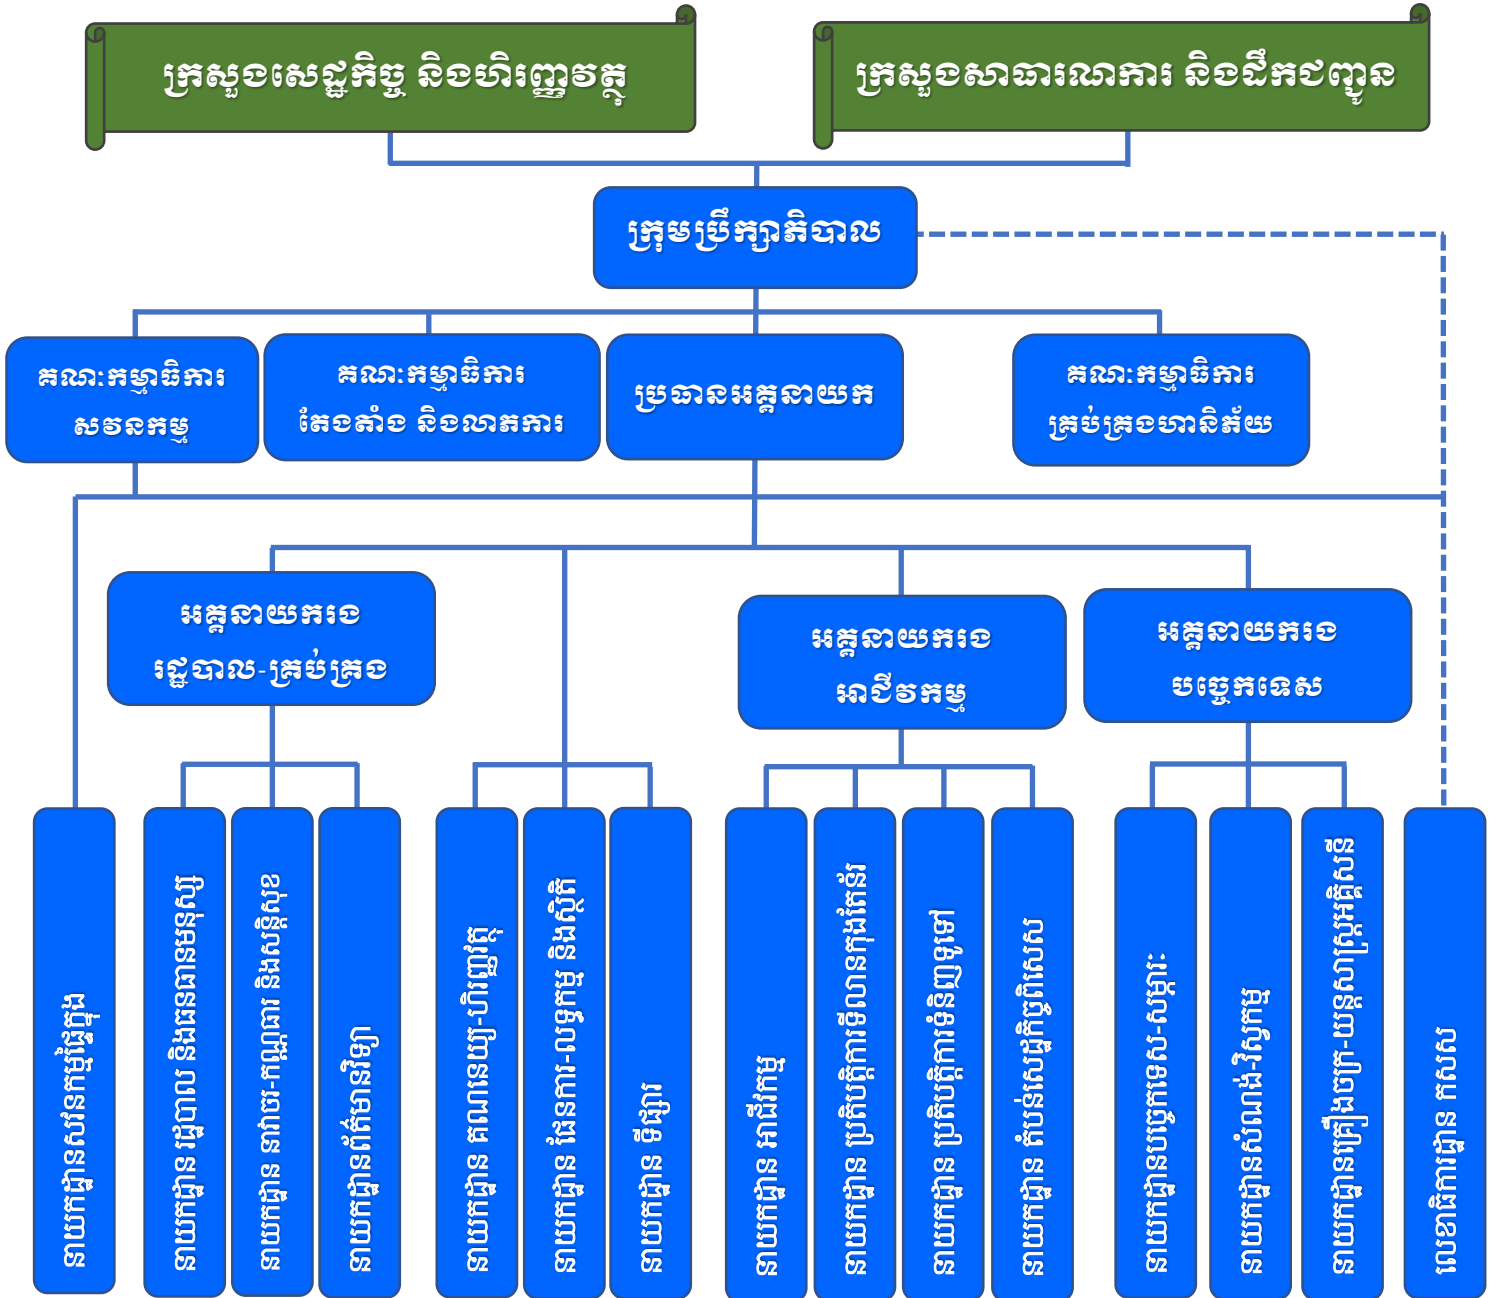 ក្រសួងសេដ្ឋកិច្ច និងហិរញ្ញវត្ថុ
ក្រសួងសាធារណការ និងដឹកជញ្ជូន
ក្រុមប្រឹក្សាភិបាល
គណៈកម្មាធិការ
សវនកម្ម
គណៈកម្មាធិការ
តែងតាំង និងលាភការ
ប្រធានអគ្គនាយក
គណៈកម្មាធិការ
គ្រប់គ្រងហានិភ័យ
អគ្គនាយករង
រដ្ឋបាល-គ្រប់គ្រង
អគ្គនាយករង
អាជីវកម្ម
អគ្គនាយករង
បច្ចេកទេស
នាយកដ្ឋានសវនកម្មផ្ទៃក្នុង
នាយកដ្ឋាន រដ្ឋបាល និងធនធានមនុស្ស
នាយកដ្ឋាន នាវាចរ-កណ្ណធារ និងសន្តិសុខ
នាយកដ្ឋានព័ត៌មានវិទ្យា
នាយកដ្ឋាន គណនេយ្យ-ហិរញ្ញវត្ថុ
នាយកដ្ឋាន ផែនការ-លទ្ធកម្ម និងស្ថិតិ
នាយកដ្ឋាន ទីផ្សារ
នាយកដ្ឋាន អាជីវកម្ម
នាយកដ្ឋាន ប្រតិបត្តិការទីលានកុងតែន័រ
នាយកដ្ឋាន ប្រតិបត្តិការទំនិញទូទៅ
នាយកដ្ឋាន តំបន់សេដ្ឋកិច្ចពិសេស
នាយកដ្ឋានបច្ចេកទេស-សម្ភារៈ
នាយកដ្ឋានសំណង់-វិស្វកម្ម
នាយកដ្ឋានគ្រឿងចក្រ-យន្តសាស្ត្រអគ្គិសនី
លេខាធិការដ្ឋាន កសស